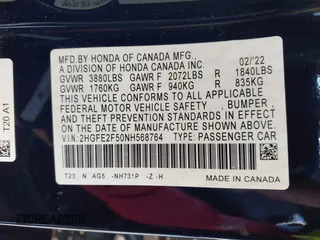 MFD.BY HONDA OF CANADA MFG.,
A DIVISION OF HONDA CANADA INC. 02/'22
GVWR 3880LBS GAWR F 2072LBS R 1840LBS
GVWR 1760KG GAWR F 940KG R 835KG
THIS VEHICLE CONFORMS TO ALL APPLICABLE
FEDERAL MOTOR VEHICLE SAFETY , BUMPER ,
AND THEFT PREVENTION STANDARDS IN EFFECT
ON THE DATE OF MANUFACTURE SHOWN ABOVE.
V.I.N.:2HGFE2F50NH568764 TYPE: PASSENGER CAR
T23 N AG5 -NH731P -Z -H
MADE IN CANADA
T20 A1